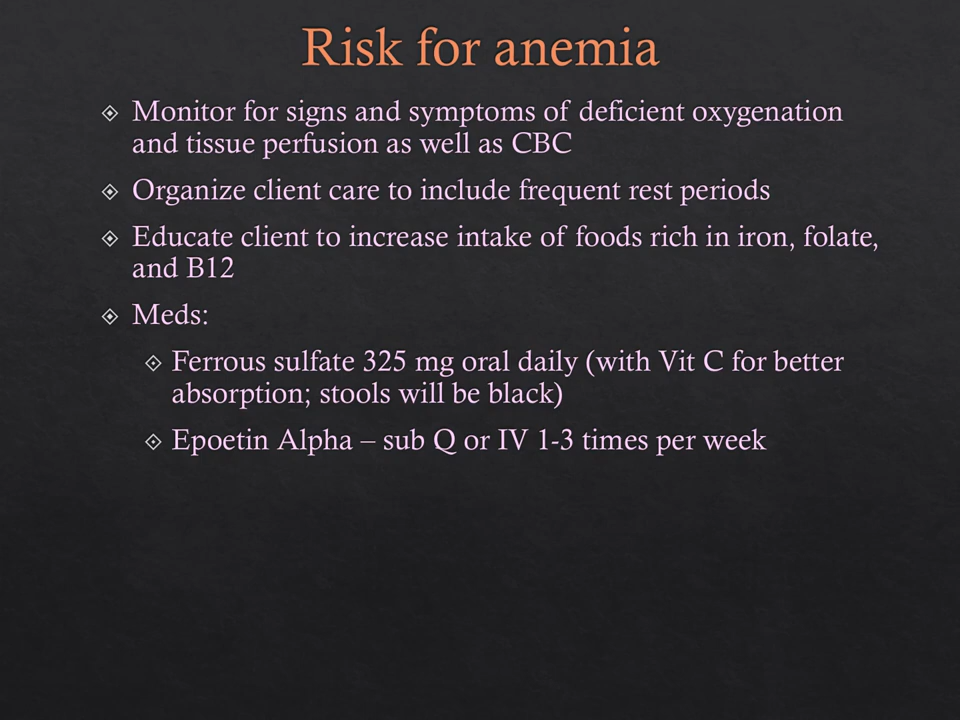 Risk for anemia
Monitor for signs and symptoms of deficient oxygenation
and tissue perfusion as well as CBC
Organize client care to include frequent rest periods
Educate client to increase intake of foods rich in iron, folate,
and B12
Meds:
Ferrous sulfate 325 mg oral daily (with Vit C for better
absorption; stools will be black)
Epoetin Alpha – sub Q or IV 1-3 times per week